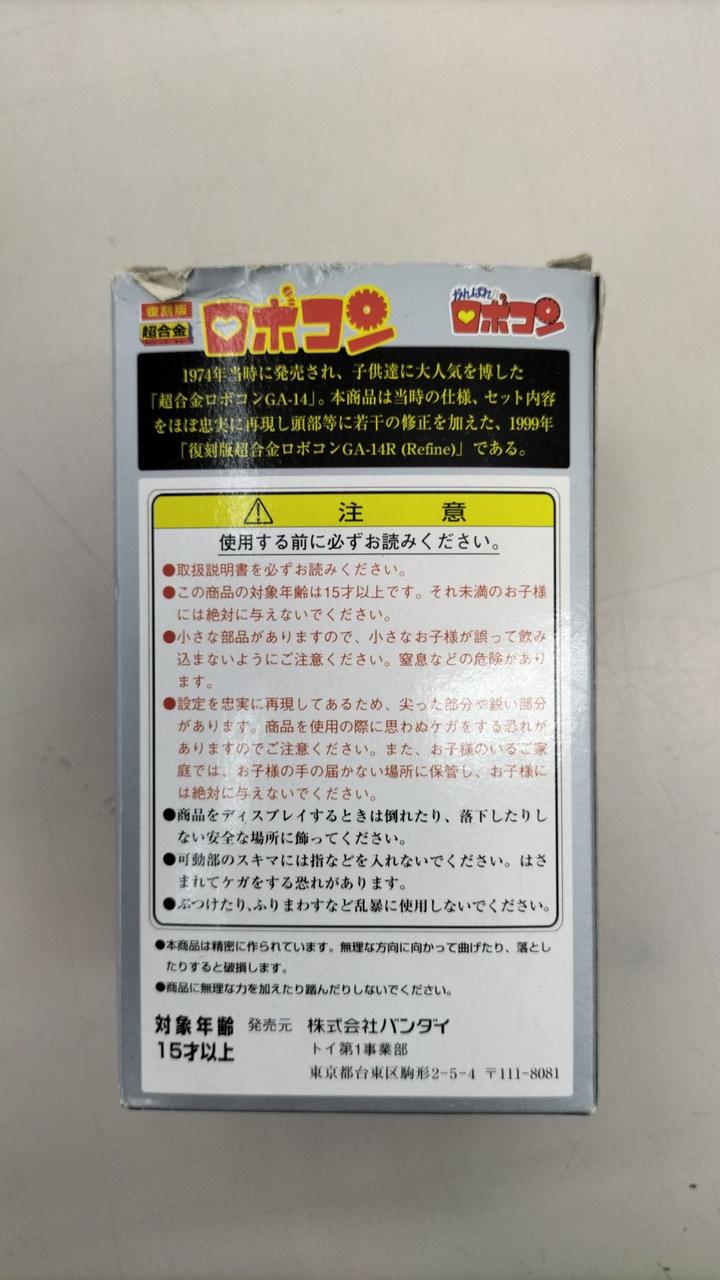 復刻版
超合金
ロボコン
がんばれ!!
ロボコン
1974年当時に発売され、子供達に大人気を博した
「超合金ロボコンGA-14」。本商品は当時の仕様、セット内容
をほぼ忠実に再現し頭部等に若干の修正を加えた、1999年
「復刻版超合金ロボコンGA-14R (Refine)」である。
注 意
使用する前に必ずお読みください。
●取扱説明書を必ずお読みください。
●この商品の対象年齢は15才以上です。それ未満のお子様
には絶対に与えないでください。
●小さな部品がありますので、小さなお子様が誤って飲み
込まないようにご注意ください。窒息などの危険があり
ます。
●設定を忠実に再現してあるため、尖った部分や鋭い部分
があります。商品を使用の際に思わぬケガをする恐れが
ありますのでご注意ください。また、お子様のいるご家
庭では、お子様の手の届かない場所に保管し、お子様に
は絶対に与えないでください。
●商品をディスプレイするときは倒れたり、落下したりし
ない安全な場所に飾ってください。
●可動部のスキマには指などを入れないでください。はさ
まれてケガをする恐れがあります。
●ぶつけたり、ふりまわすなど乱暴に使用しないでください。
●本商品は精密に作られています。無理な方向に向かって曲げたり、落とし
たりすると破損します。
●商品に無理な力を加えたり踏んだりしないでください。
対象年齢 発売元 株式会社バンダイ
15才以上 トイ第1事業部
東京都台東区駒形2-5-4 〒111-8081